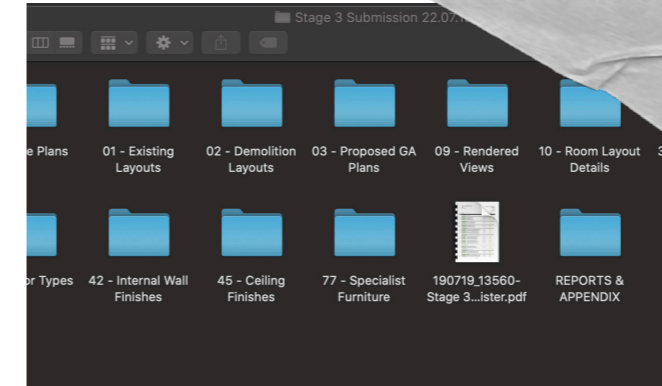 Stage 3 Submission 22.07.1
e Plans
01 - Existing
Layouts
02 - Demolition
Layouts
03 - Proposed GA
Plans
09 - Rendered
Views
10 - Room Layout
Details
3
or Types
42 - Internal Wall
Finishes
45 - Ceiling
Finishes
77 - Specialist
Furniture
190719_13560-
Stage 3...ister.pdf
REPORTS &
APPENDIX